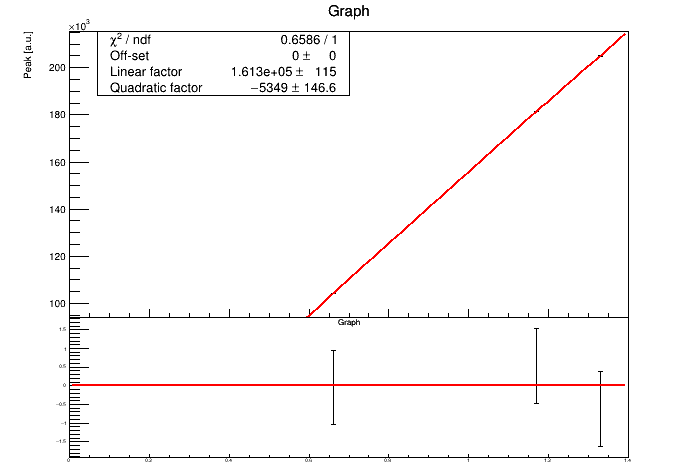 Graph
×10³
Peak [a.u.]
χ² / ndf 0.6586 / 1
Off-set 0 ± 0
Linear factor 1.613e+05 ± 115
Quadratic factor −5349 ± 146.6
200
180
160
140
120
100
Graph
1.5
1
0.5
0
−0.5
−1
−1.5
0 0.2 0.4 0.6 0.8 1 1.2 1.4